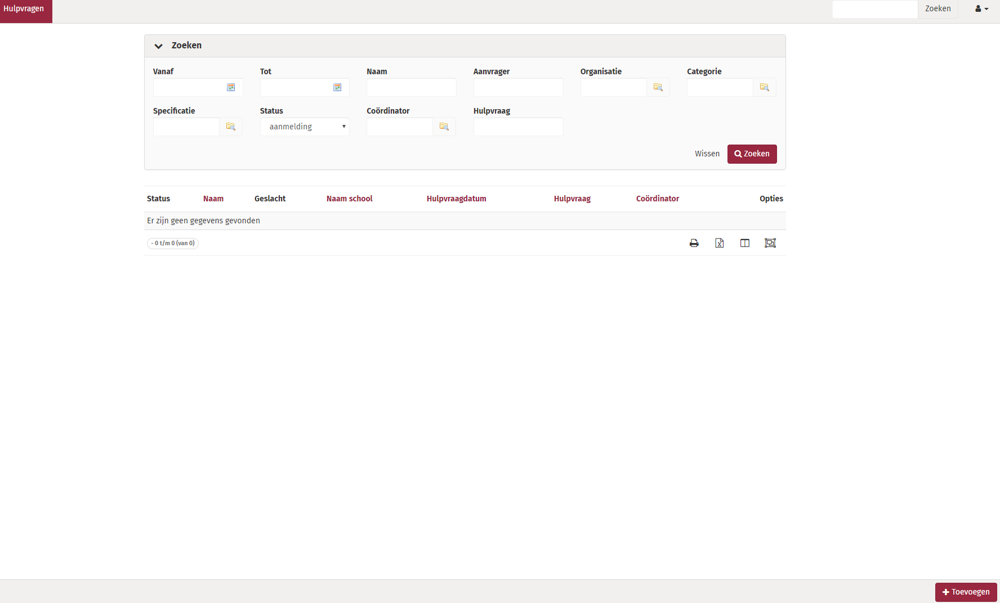 Hulpvragen Zoeken
Zoeken
Vanaf Tot Naam Aanvrager Organisatie Categorie
Specificatie Status Coördinator Hulpvraag
aanmelding
Wissen Zoeken
Status Naam Geslacht Naam school Hulpvraagdatum Hulpvraag Coördinator Opties
Er zijn geen gegevens gevonden
- 0 t/m 0 (van 0)
Toevoegen